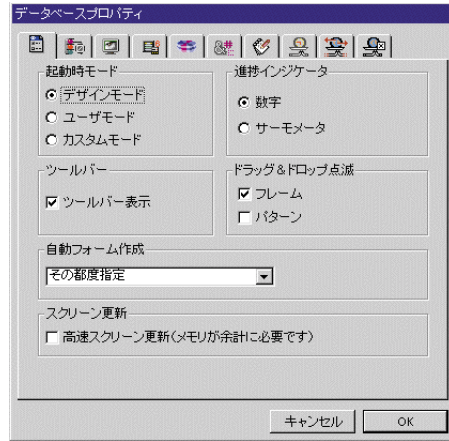 データベースプロパティ
起動時モード
デザインモード
ユーザモード
カスタムモード
進捗インジケータ
数字
サーモメータ
ツールバー
ツールバー表示
ドラッグ&ドロップ点滅
フレーム
パターン
自動フォーム作成
その都度指定
スクリーン更新
高速スクリーン更新(メモリが余計に必要です)
キャンセル
OK